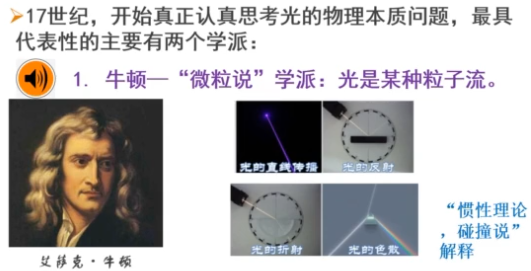 ➢17世纪，开始真正认真思考光的物理本质问题，最具
代表性的主要有两个学派：
1. 牛顿—“微粒说”学派：光是某种粒子流。
光的直线传播
光的反射
光的折射
光的色散
“惯性理论
，碰撞说”
解释
艾萨克·牛顿